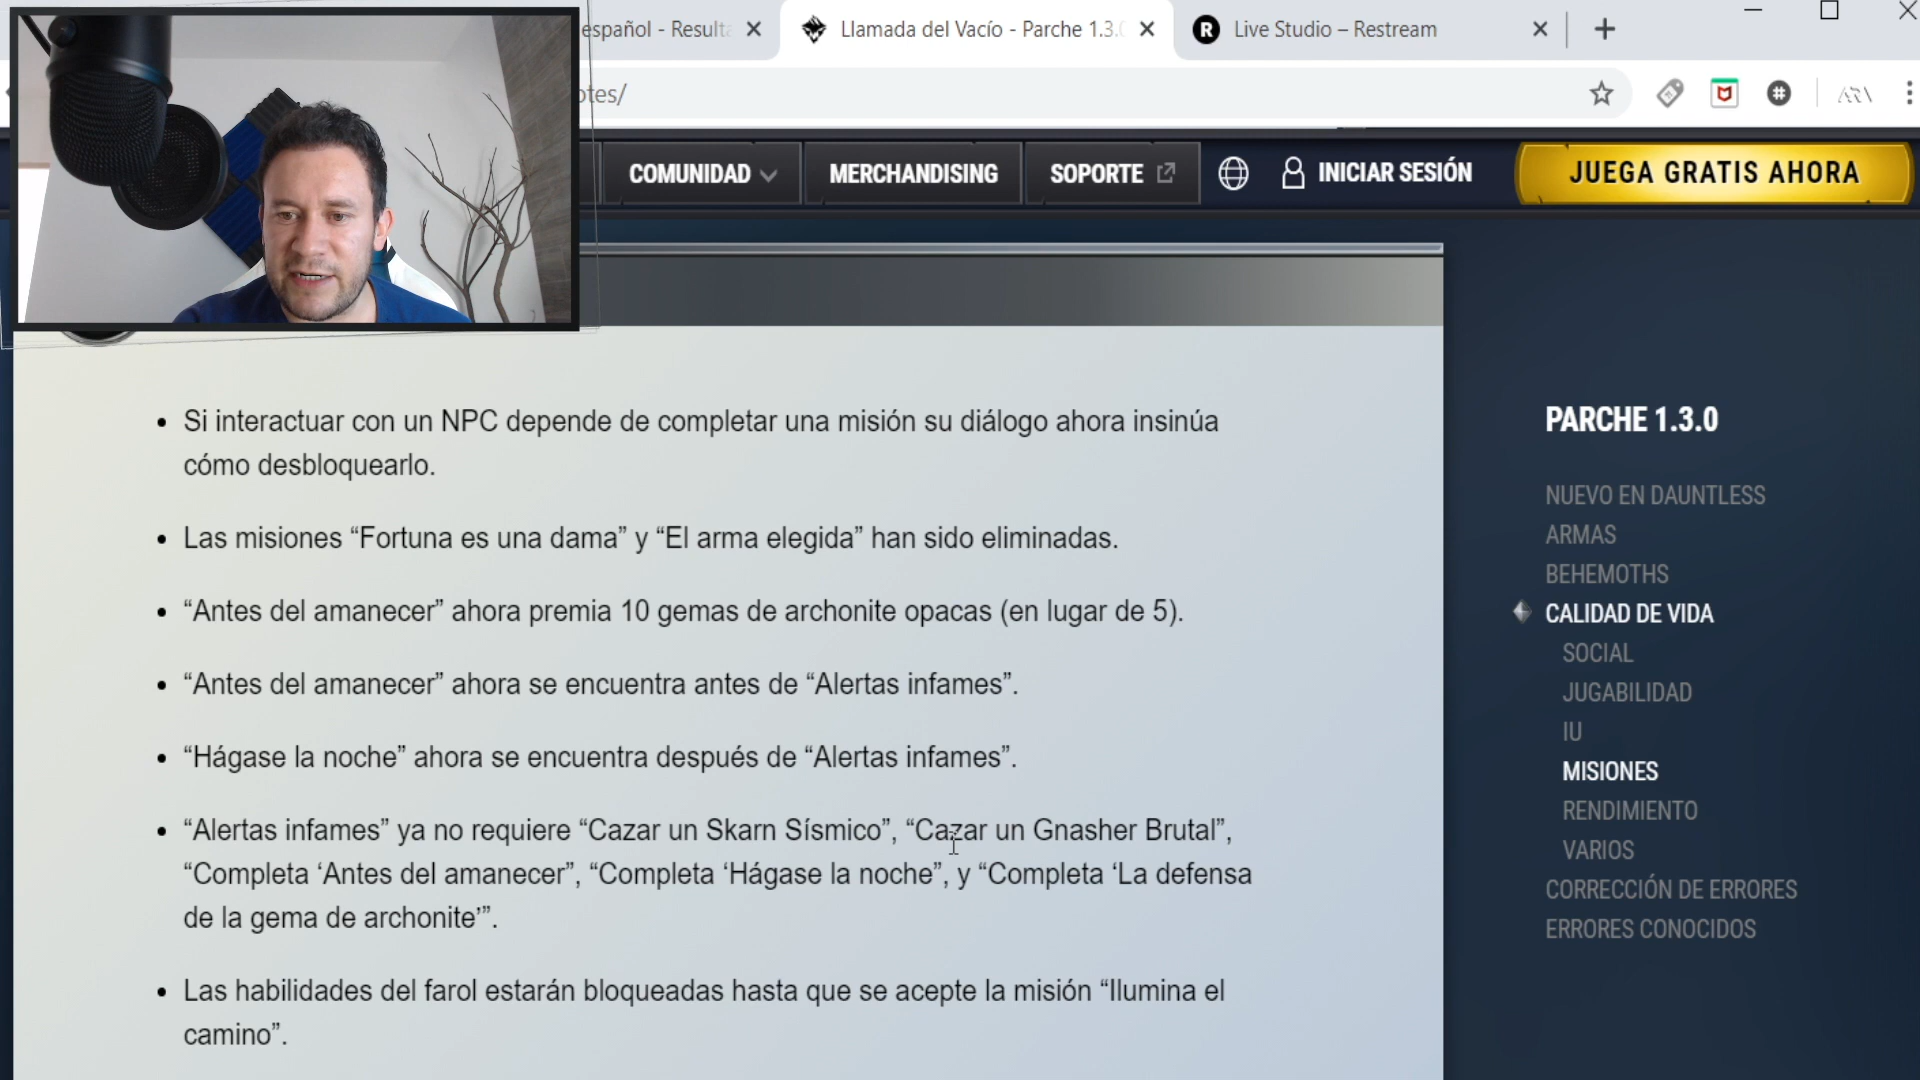 español - Resulta
Llamada del Vacío - Parche 1.3.0
Live Studio – Restream
otes/
COMUNIDAD
MERCHANDISING
SOPORTE
INICIAR SESIÓN
JUEGA GRATIS AHORA
• Si interactuar con un NPC depende de completar una misión su diálogo ahora insinúa
cómo desbloquearlo.
• Las misiones “Fortuna es una dama” y “El arma elegida” han sido eliminadas.
• “Antes del amanecer” ahora premia 10 gemas de archonite opacas (en lugar de 5).
• “Antes del amanecer” ahora se encuentra antes de “Alertas infames”.
• “Hágase la noche” ahora se encuentra después de “Alertas infames”.
• “Alertas infames” ya no requiere “Cazar un Skarn Sísmico”, “Cazar un Gnasher Brutal”,
“Completa ‘Antes del amanecer”, “Completa ‘Hágase la noche”, y “Completa ‘La defensa
de la gema de archonite’”.
• Las habilidades del farol estarán bloqueadas hasta que se acepte la misión “Ilumina el
camino”.
PARCHE 1.3.0
NUEVO EN DAUNTLESS
ARMAS
BEHEMOTHS
CALIDAD DE VIDA
SOCIAL
JUGABILIDAD
IU
MISIONES
RENDIMIENTO
VARIOS
CORRECCIÓN DE ERRORES
ERRORES CONOCIDOS